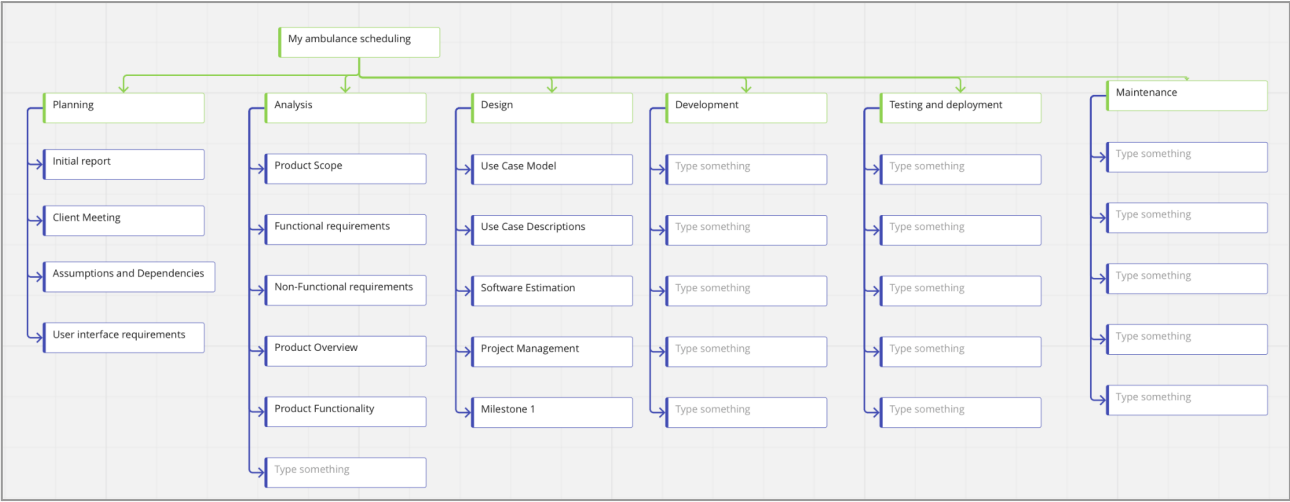 My ambulance scheduling
Planning
Initial report
Client Meeting
Assumptions and Dependencies
User interface requirements
Analysis
Product Scope
Functional requirements
Non-Functional requirements
Product Overview
Product Functionality
Type something
Design
Use Case Model
Use Case Descriptions
Software Estimation
Project Management
Milestone 1
Development
Type something
Type something
Type something
Type something
Type something
Testing and deployment
Type something
Type something
Type something
Type something
Type something
Maintenance
Type something
Type something
Type something
Type something
Type something